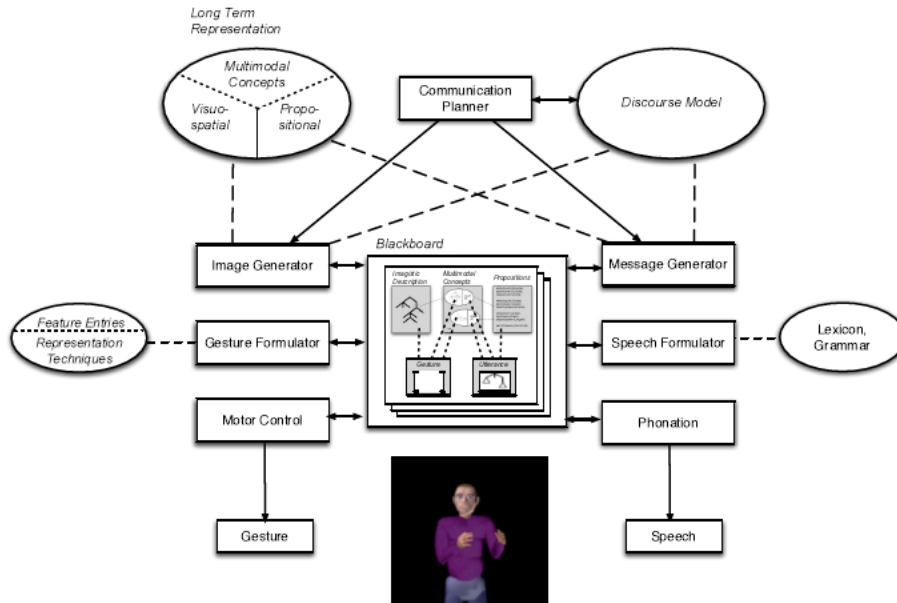 Long Term
Representation
Multimodal
Concepts
Visuo-
spatial
Propo-
sitional
Communication
Planner
Discourse Model
Blackboard
Image Generator
Message Generator
Imagistic
Description
Multimodal
Concepts
Propositions
Feature Entries
Representation
Techniques
Gesture Formulator
Speech Formulator
Lexicon,
Grammar
Gesture
Utterance
Motor Control
Phonation
Gesture
Speech